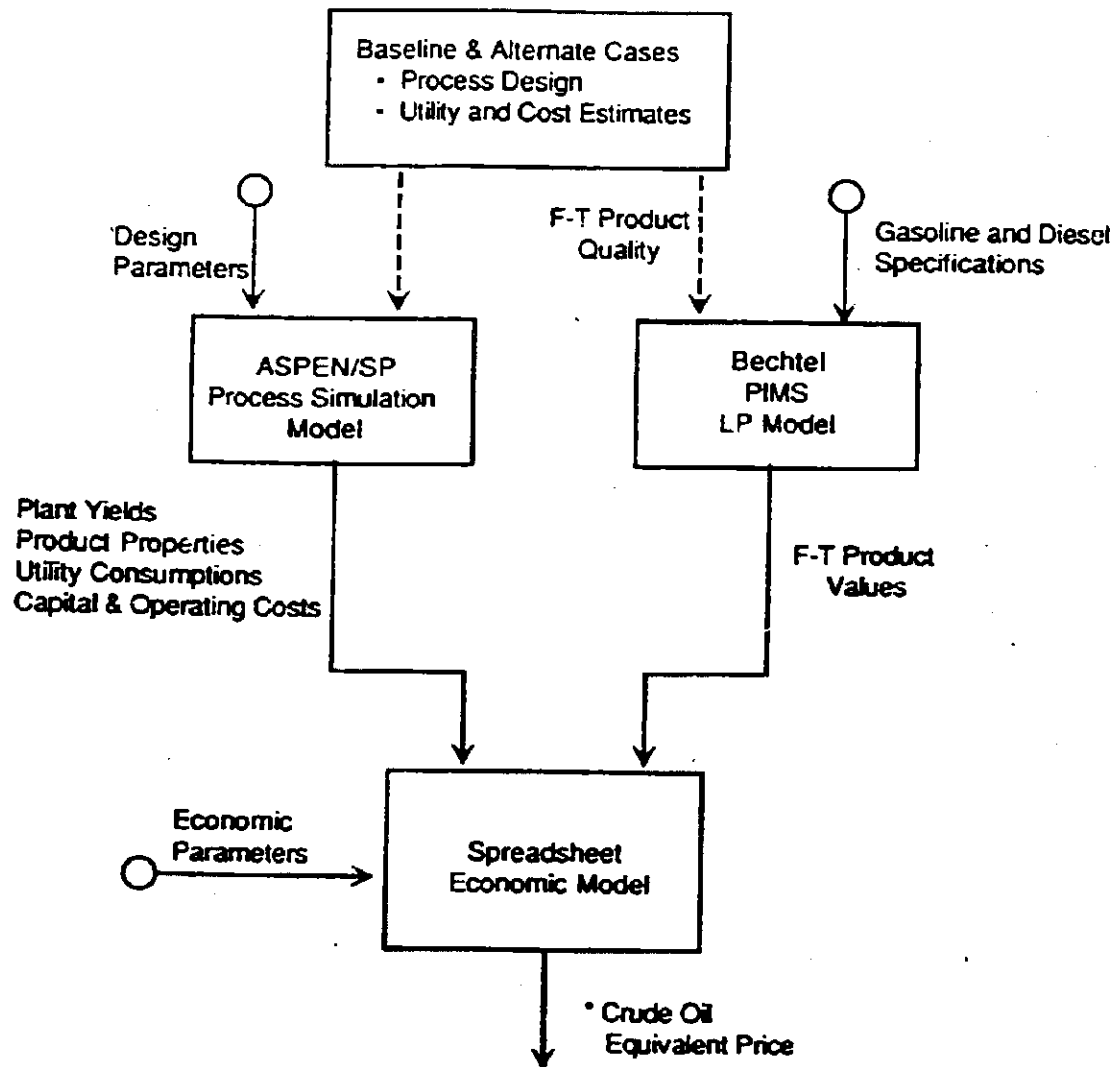 Baseline & Alternate Cases
- Process Design
- Utility and Cost Estimates
Design
Parameters
F-T Product
Quality
Gasoline and Diesel
Specifications
ASPEN/SP
Process Simulation
Model
Bechtel
PIMS
LP Model
Plant Yields
Product Properties
Utility Consumptions
Capital & Operating Costs
F-T Product
Values
Economic
Parameters
Spreadsheet
Economic Model
* Crude Oil
Equivalent Price